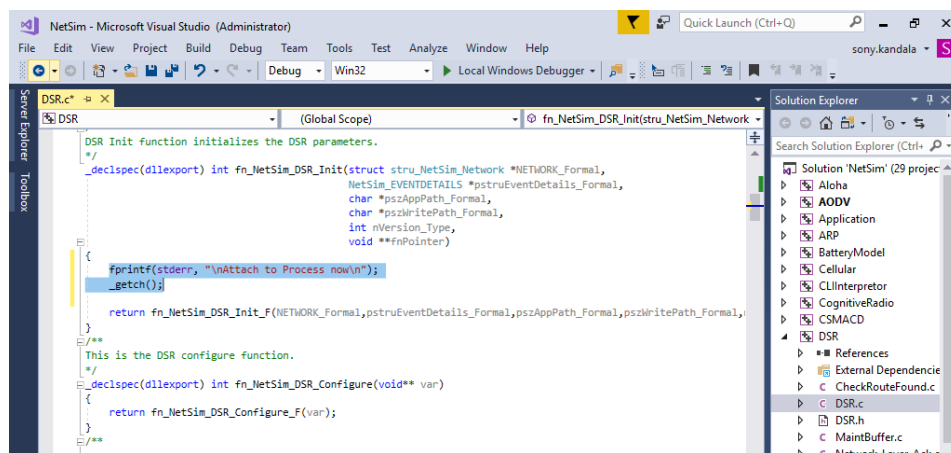 NetSim - Microsoft Visual Studio (Administrator)
Quick Launch (Ctrl+Q)
File Edit View Project Build Debug Team Tools Test Analyze Window Help
sony.kandala
S
Debug Win32 Local Windows Debugger
Server Explorer
Toolbox
DSR.c*
DSR (Global Scope) fn_NetSim_DSR_Init(stru_NetSim_Network
DSR Init function initializes the DSR parameters.
*/
_declspec(dllexport) int fn_NetSim_DSR_Init(struct stru_NetSim_Network *NETWORK_Formal,
NetSim_EVENTDETAILS *pstruEventDetails_Formal,
char *pszAppPath_Formal,
char *pszWritePath_Formal,
int nVersion_Type,
void **fnPointer)
{
fprintf(stderr, "\nAttach to Process now\n");
_getch();
return fn_NetSim_DSR_Init_F(NETWORK_Formal,pstruEventDetails_Formal,pszAppPath_Formal,pszWritePath_Formal,
}
/**
This is the DSR configure function.
*/
_declspec(dllexport) int fn_NetSim_DSR_Configure(void** var)
{
return fn_NetSim_DSR_Configure_F(var);
}
/**
Solution Explorer
Search Solution Explorer (Ctrl+
Solution 'NetSim' (29 projec
Aloha
AODV
Application
ARP
BatteryModel
Cellular
CLIInterpretor
CognitiveRadio
CSMACD
DSR
References
External Dependencie
CheckRouteFound.c
DSR.c
DSR.h
MaintBuffer.c